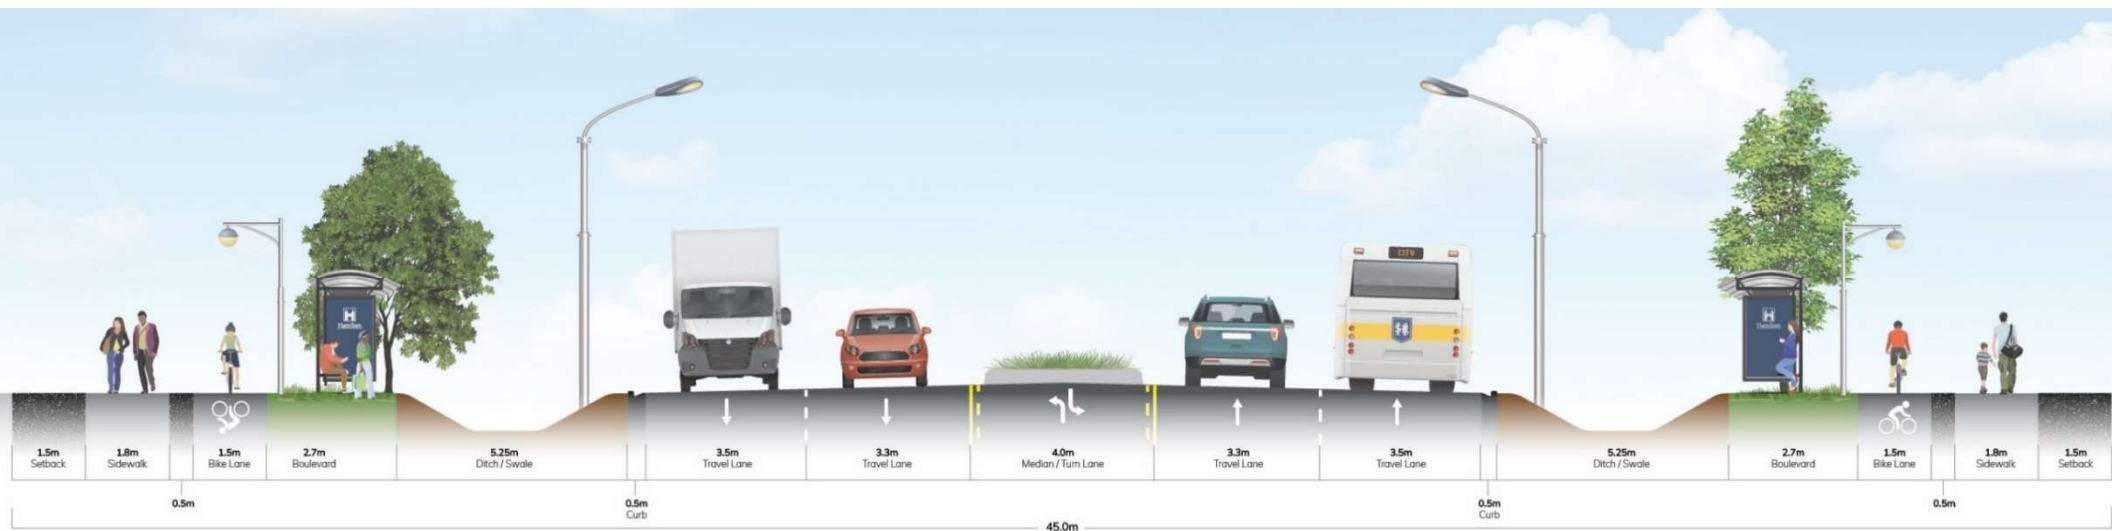 CITY
H
Hamilton
H
Hamilton
1.5m
Setback
1.8m
Sidewalk
1.5m
Bike Lane
2.7m
Boulevard
5.25m
Ditch / Swale
3.5m
Travel Lane
3.3m
Travel Lane
4.0m
Median / Turn Lane
3.3m
Travel Lane
3.5m
Travel Lane
5.25m
Ditch / Swale
2.7m
Boulevard
1.5m
Bike Lane
1.8m
Sidewalk
1.5m
Setback
0.5m
0.5m
Curb
0.5m
Curb
0.5m
45.0m